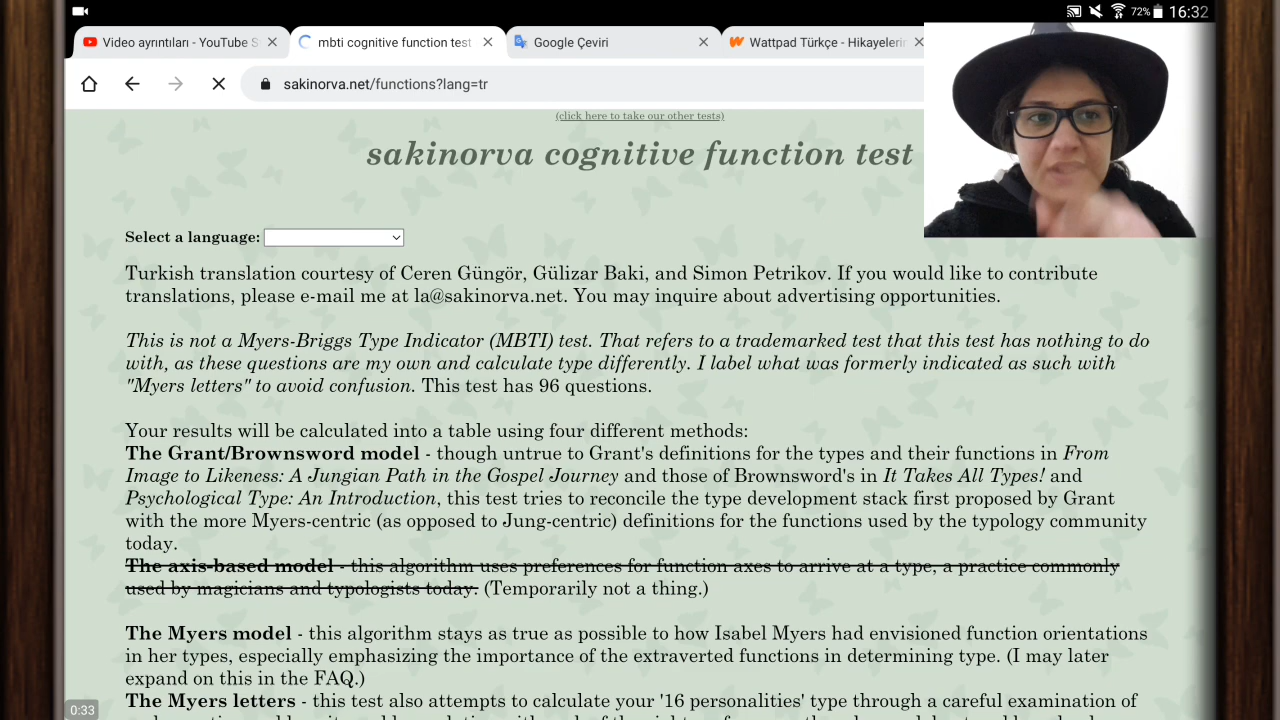 72% 16:32
Video ayrıntıları - YouTube S
mbti cognitive function test
Google Çeviri
Wattpad Türkçe - Hikayelerin
sakinorva.net/functions?lang=tr
(click here to take our other tests)
sakinorva cognitive function test
Select a language:
Turkish translation courtesy of Ceren Güngör, Gülizar Baki, and Simon Petrikov. If you would like to contribute
translations, please e-mail me at la@sakinorva.net. You may inquire about advertising opportunities.
This is not a Myers-Briggs Type Indicator (MBTI) test. That refers to a trademarked test that this test has nothing to do
with, as these questions are my own and calculate type differently. I label what was formerly indicated as such with
"Myers letters" to avoid confusion. This test has 96 questions.
Your results will be calculated into a table using four different methods:
The Grant/Brownsword model - though untrue to Grant's definitions for the types and their functions in From
Image to Likeness: A Jungian Path in the Gospel Journey and those of Brownsword's in It Takes All Types! and
Psychological Type: An Introduction, this test tries to reconcile the type development stack first proposed by Grant
with the more Myers-centric (as opposed to Jung-centric) definitions for the functions used by the typology community
today.
The axis-based model - this algorithm uses preferences for function axes to arrive at a type, a practice commonly
used by magicians and typologists today. (Temporarily not a thing.)
The Myers model - this algorithm stays as true as possible to how Isabel Myers had envisioned function orientations
in her types, especially emphasizing the importance of the extraverted functions in determining type. (I may later
expand on this in the FAQ.)
The Myers letters - this test also attempts to calculate your '16 personalities' type through a careful examination of
0:33